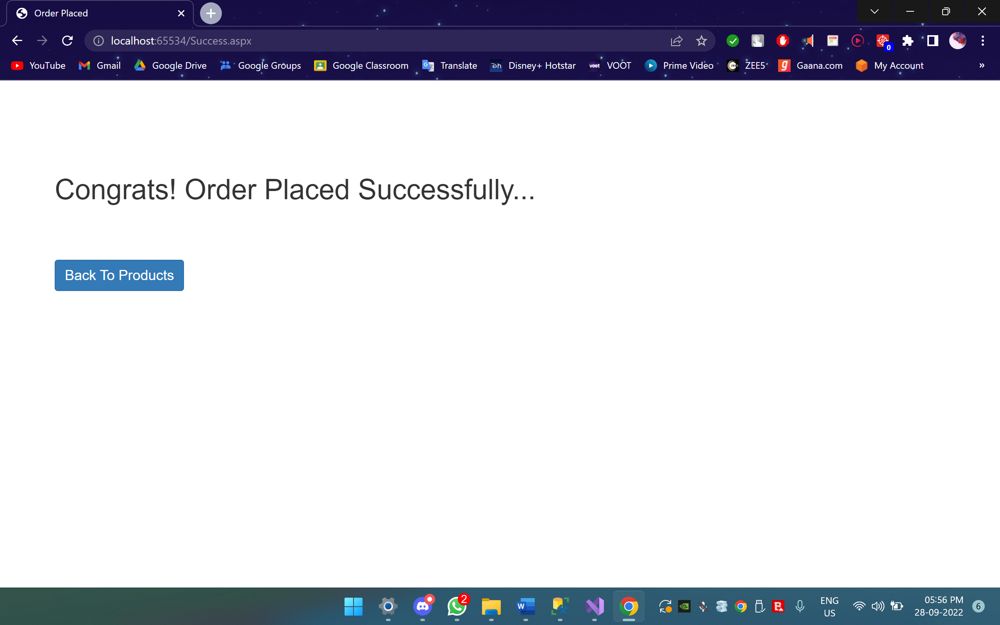 Order Placed
localhost:65534/Success.aspx
0
YouTube Gmail Google Drive Google Groups Google Classroom Translate Disney+ Hotstar voot VOOT Prime Video ZEE5 Gaana.com My Account »
Congrats! Order Placed Successfully...
Back To Products
2
W
ENG
US
05:56 PM
28-09-2022
6